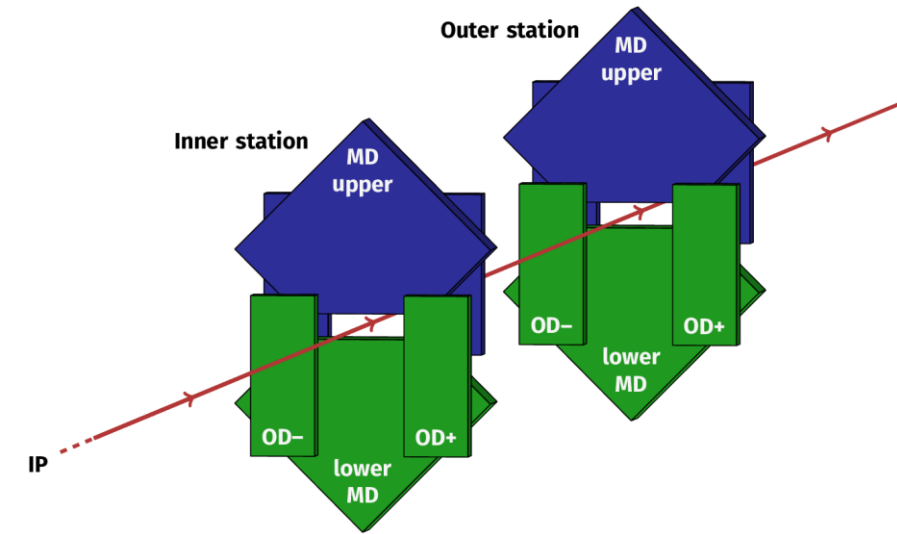 Outer station
MD
upper
Inner station
MD
upper
OD–
OD+
lower
MD
OD–
OD+
lower
MD
IP